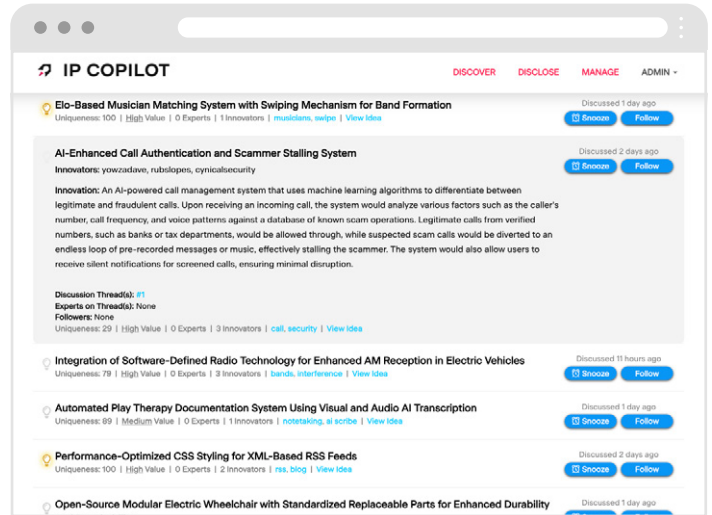 IP COPILOT
DISCOVER DISCLOSE MANAGE ADMIN
Elo-Based Musician Matching System with Swiping Mechanism for Band Formation
Discussed 1 day ago
Uniqueness: 100 | High Value | 0 Experts | 1 Innovators | musicians, swipe | View Idea
Snooze Follow
AI-Enhanced Call Authentication and Scammer Stalling System
Discussed 2 days ago
Innovators: yowzadave, rubslopes, cynicalsecurity
Snooze Follow
Innovation: An AI-powered call management system that uses machine learning algorithms to differentiate between
legitimate and fraudulent calls. Upon receiving an incoming call, the system would analyze various factors such as the caller's
number, call frequency, and voice patterns against a database of known scam operations. Legitimate calls from verified
numbers, such as banks or tax departments, would be allowed through, while suspected scam calls would be diverted to an
endless loop of pre-recorded messages or music, effectively stalling the scammer. The system would also allow users to
receive silent notifications for screened calls, ensuring minimal disruption.
Discussion Thread(s): #1
Experts on Thread(s): None
Followers: None
Uniqueness: 29 | High Value | 0 Experts | 3 Innovators | call, security | View Idea
Integration of Software-Defined Radio Technology for Enhanced AM Reception in Electric Vehicles
Discussed 11 hours ago
Uniqueness: 79 | High Value | 0 Experts | 3 Innovators | bands, interference | View Idea
Snooze Follow
Automated Play Therapy Documentation System Using Visual and Audio AI Transcription
Discussed 1 day ago
Uniqueness: 89 | Medium Value | 0 Experts | 1 Innovators | notetaking, ai scribe | View Idea
Snooze Follow
Performance-Optimized CSS Styling for XML-Based RSS Feeds
Discussed 2 days ago
Uniqueness: 100 | High Value | 0 Experts | 2 Innovators | rss, blog | View Idea
Snooze Follow
Open-Source Modular Electric Wheelchair with Standardized Replaceable Parts for Enhanced Durability
Discussed 1 day ago